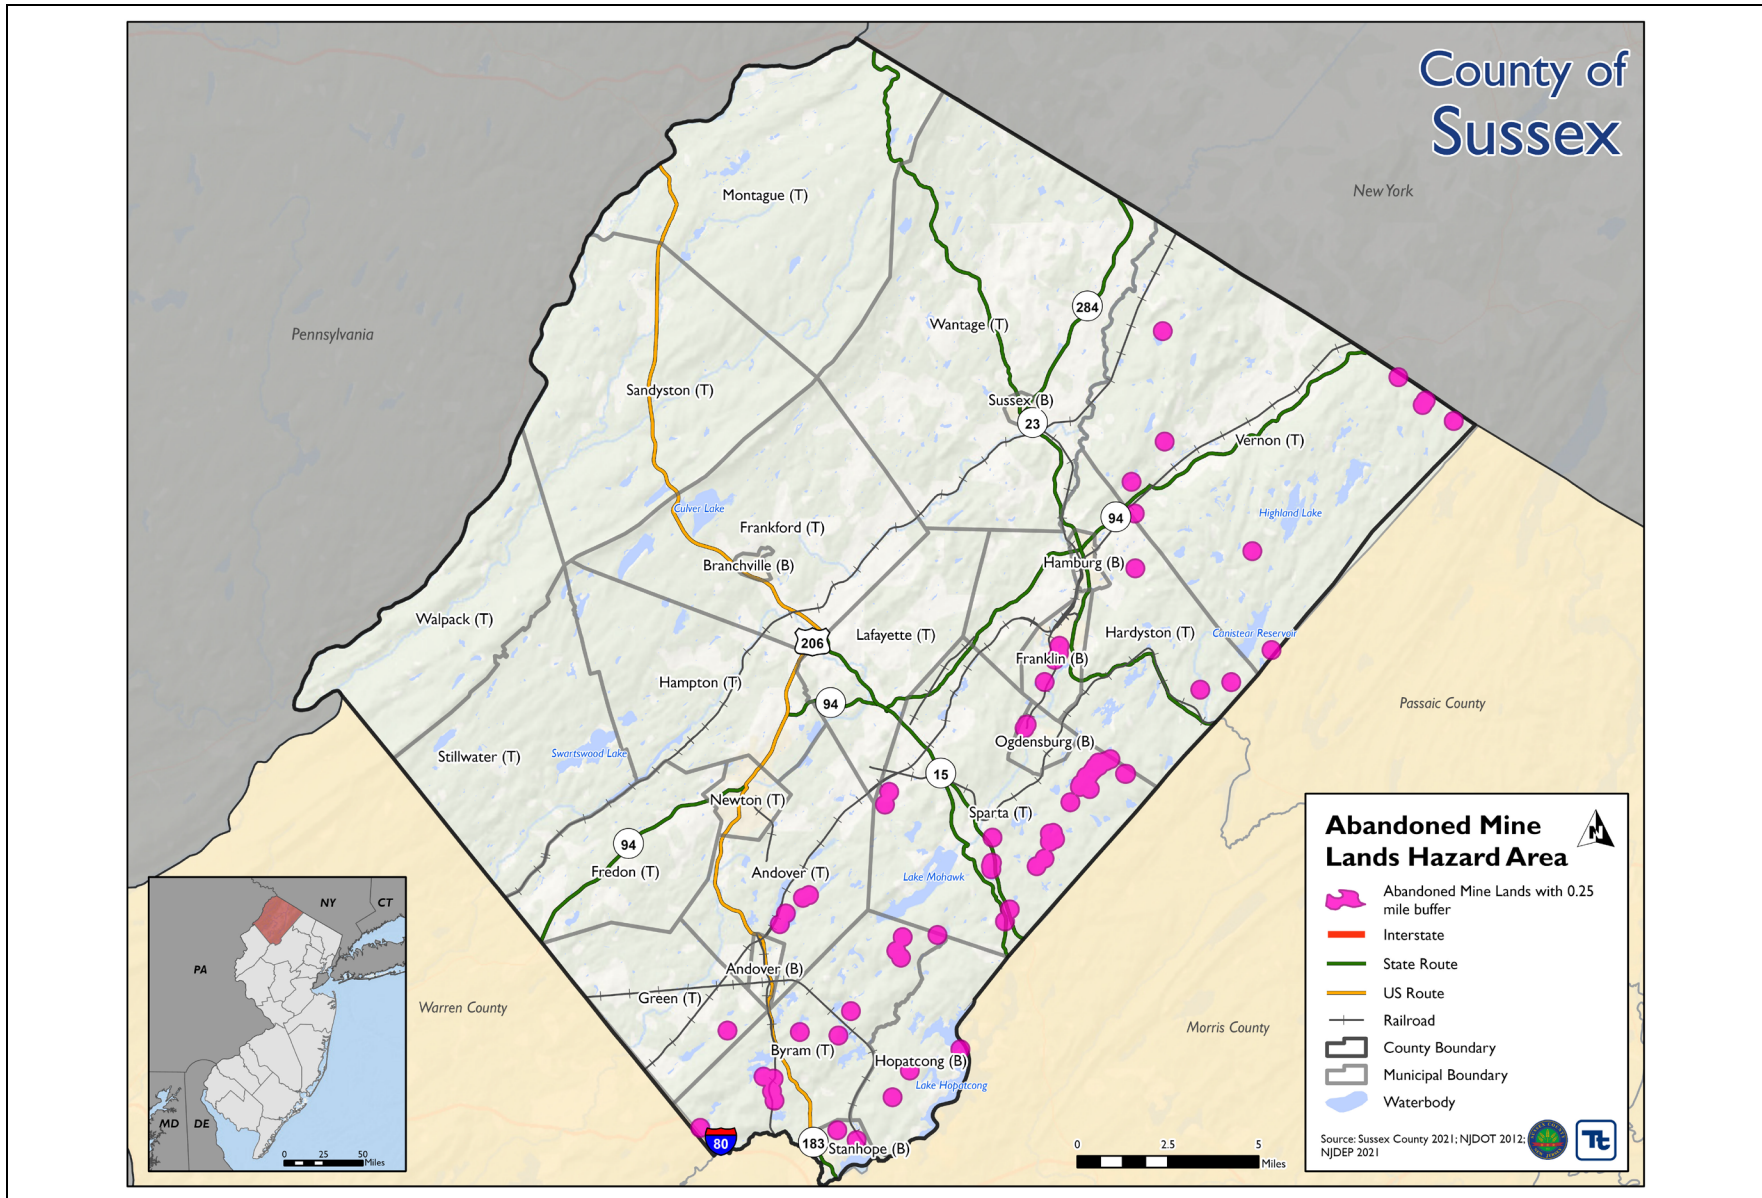 County of
Sussex
New York
Pennsylvania
Montague (T)
Wantage (T)
284
Sandyston (T)
Sussex (B)
23
Vernon (T)
Culver Lake
Frankford (T)
94
Highland Lake
Branchville (B)
Hamburg (B)
Walpack (T)
206
Lafayette (T)
Hardyston (T)
Canistear Reservoir
Franklin (B)
Hampton (T)
94
Passaic County
Stillwater (T)
Swartswood Lake
Ogdensburg (B)
15
Newton (T)
Sparta (T)
94
Fredon (T)
Andover (T)
Lake Mohawk
Andover (B)
Green (T)
Warren County
Morris County
Byram (T)
Hopatcong (B)
Lake Hopatcong
80
183
Stanhope (B)
0 2.5 5
Miles
Abandoned Mine
Lands Hazard Area
N
Abandoned Mine Lands with 0.25
mile buffer
Interstate
State Route
US Route
Railroad
County Boundary
Municipal Boundary
Waterbody
Source: Sussex County 2021; NJDOT 2012;
NJDEP 2021
Tt
NY
CT
PA
MD
DE
0 25 50
Miles